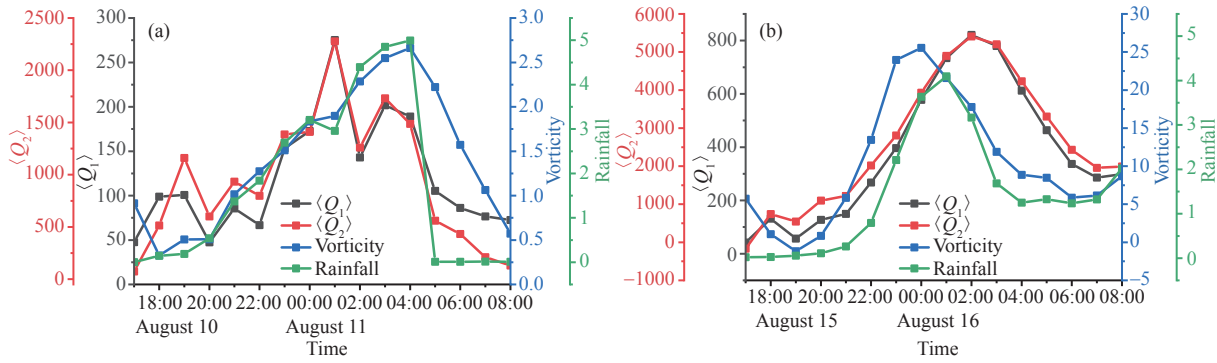 (a)
2500
2000
1500
1000
500
0
⟨Q2⟩
300
250
200
150
100
50
0
⟨Q1⟩
⟨Q1⟩
⟨Q2⟩
Vorticity
Rainfall
3.0
2.5
2.0
1.5
1.0
0.5
0.0
Vorticity
5
4
3
2
1
0
Rainfall
18:00 20:00 22:00 00:00 02:00 04:00 06:00 08:00
August 10 August 11
Time
(b)
6000
5000
4000
3000
2000
1000
0
−1000
⟨Q2⟩
800
600
400
200
0
⟨Q1⟩
⟨Q1⟩
⟨Q2⟩
Vorticity
Rainfall
30
25
20
15
10
5
0
−5
Vorticity
5
4
3
2
1
0
Rainfall
18:00 20:00 22:00 00:00 02:00 04:00 06:00 08:00
August 15 August 16
Time